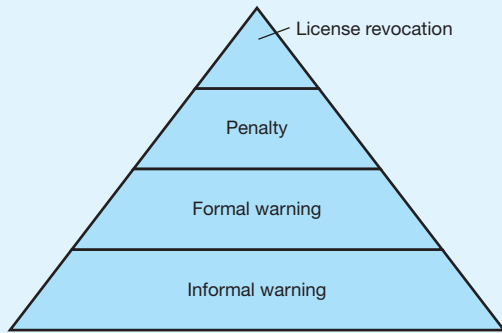 License revocation
Penalty
Formal warning
Informal warning